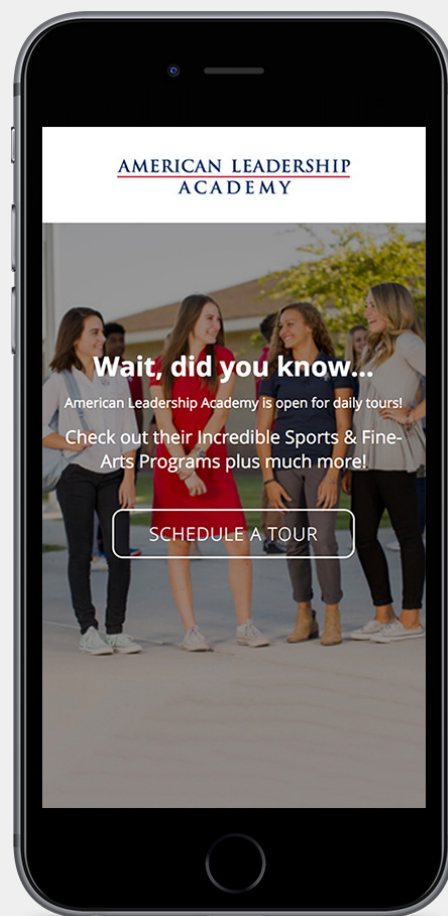 AMERICAN LEADERSHIP
ACADEMY
Wait, did you know...
American Leadership Academy is open for daily tours!
Check out their Incredible Sports & Fine-
Arts Programs plus much more!
SCHEDULE A TOUR